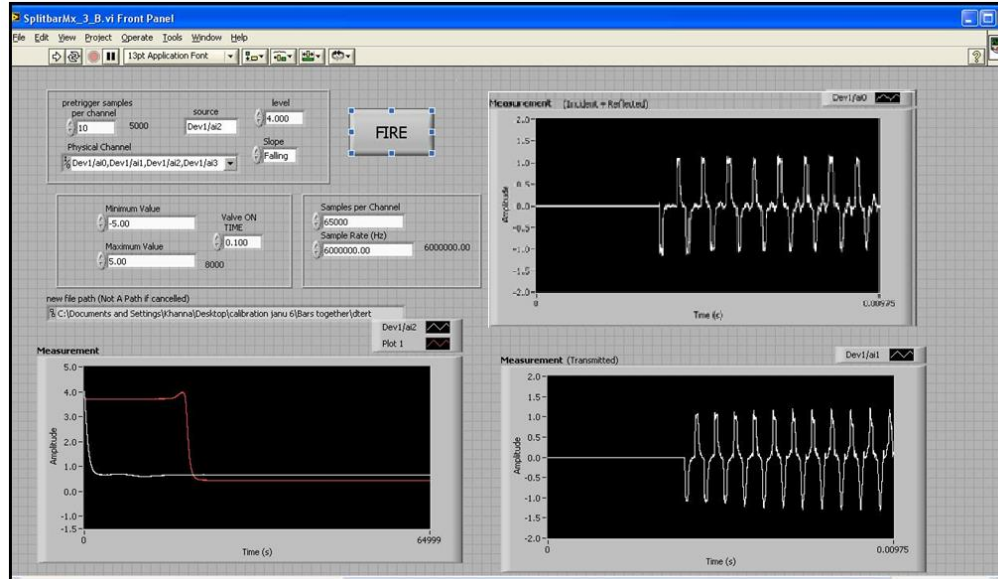 SplitbarMx_3_B.vi Front Panel
File Edit View Project Operate Tools Window Help
13pt Application Font
pretrigger samples
per channel
10
5000
source
Dev1/ai2
level
4.000
Slope
Falling
Physical Channel
Dev1/ai0,Dev1/ai1,Dev1/ai2,Dev1/ai3
FIRE
Minimum Value
-5.00
Maximum Value
5.00
Valve ON
TIME
0.100
8000
Samples per Channel
65000
Sample Rate (Hz)
6000000.00
6000000.00
new file path (Not A Path if cancelled)
C:\Documents and Settings\Khanna\Desktop\calibration janu 6\Bars together\dtert
Measurement (Incident + Reflected)
Dev1/ai0
2.0
1.5
1.0
0.5
0.0
-0.5
-1.0
-1.5
-2.0
Amplitude
0
0.00975
Time (s)
Measurement
Dev1/ai2
Plot 1
5.0
4.0
3.0
2.0
1.0
0.0
-1.0
-1.5
Amplitude
0
64999
Time (s)
Measurement (Transmitted)
Dev1/ai1
2.0
1.5
1.0
0.5
0.0
-0.5
-1.0
-1.5
-2.0
Amplitude
0
0.00975
Time (s)